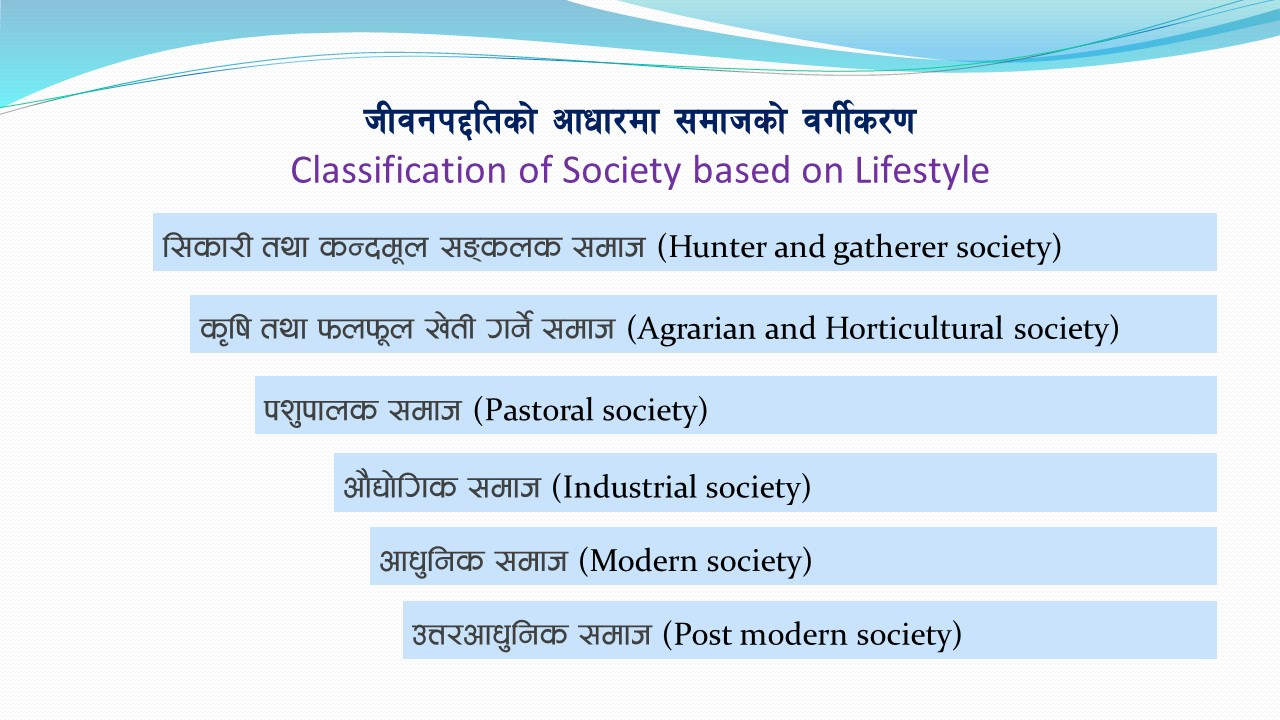 जीवनपद्दतिको आधारमा समाजको वर्गीकरण
Classification of Society based on Lifestyle
सिकारी तथा कन्दमूल सङ्कलक समाज (Hunter and gatherer society)
कृषि तथा फलफूल खेती गर्ने समाज (Agrarian and Horticultural society)
पशुपालक समाज (Pastoral society)
औद्योगिक समाज (Industrial society)
आधुनिक समाज (Modern society)
उत्तरआधुनिक समाज (Post modern society)